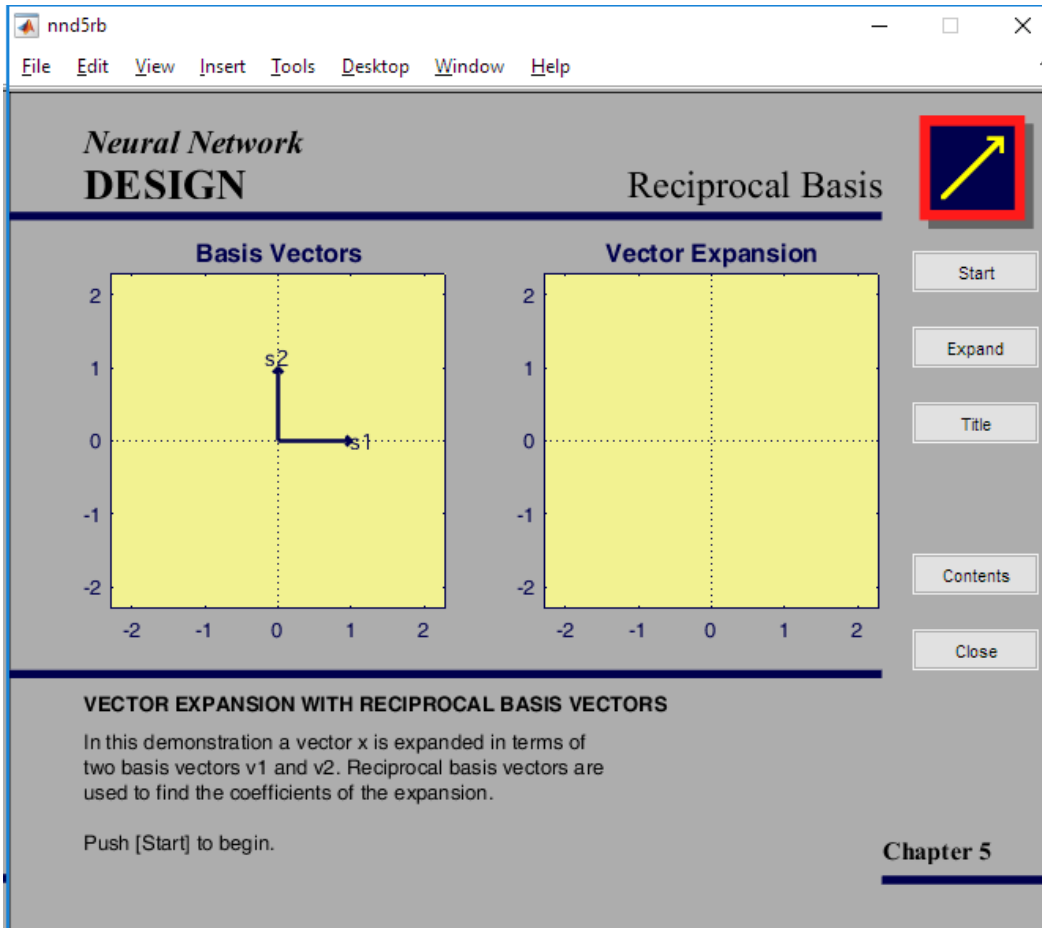 nnd5rb
File Edit View Insert Tools Desktop Window Help
Neural Network
DESIGN
Reciprocal Basis
Basis Vectors
Vector Expansion
2
1
0
-1
-2
-2 -1 0 1 2
s2
s1
2
1
0
-1
-2
-2 -1 0 1 2
Start
Expand
Title
Contents
Close
VECTOR EXPANSION WITH RECIPROCAL BASIS VECTORS
In this demonstration a vector x is expanded in terms of
two basis vectors v1 and v2. Reciprocal basis vectors are
used to find the coefficients of the expansion.
Push [Start] to begin.
Chapter 5